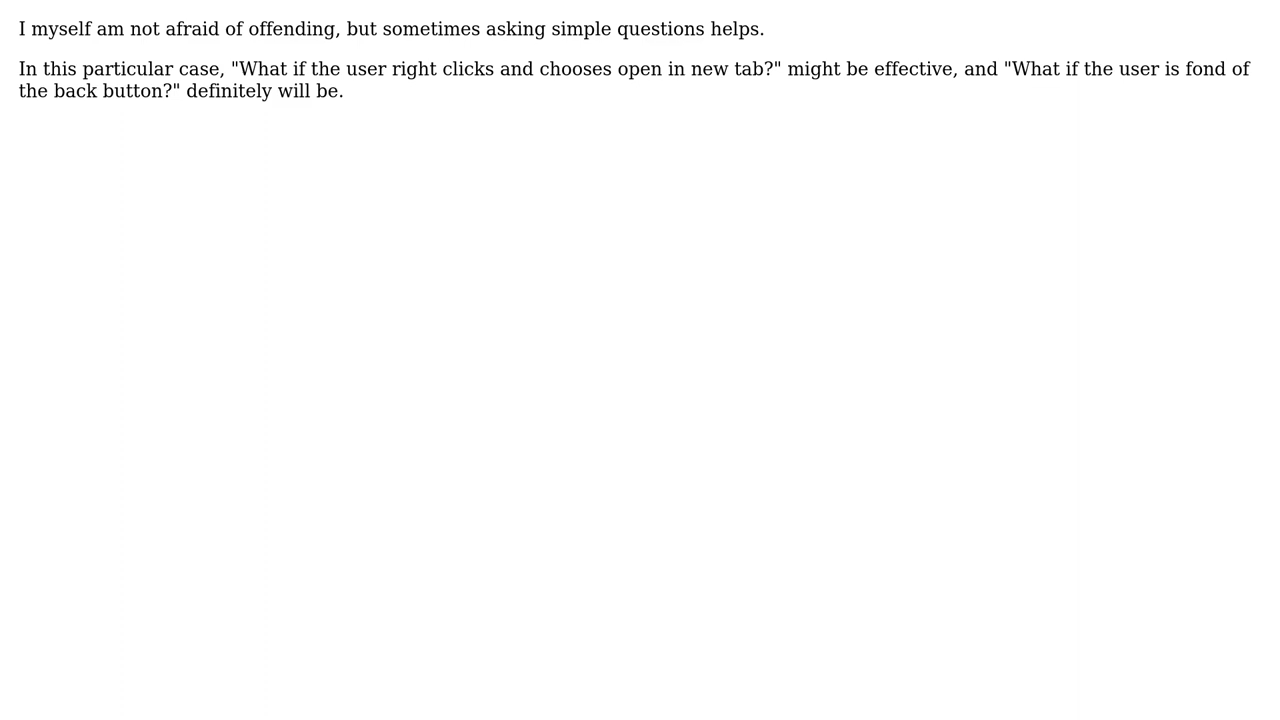 I myself am not afraid of offending, but sometimes asking simple questions helps.
In this particular case, "What if the user right clicks and chooses open in new tab?" might be effective, and "What if the user is fond of
the back button?" definitely will be.